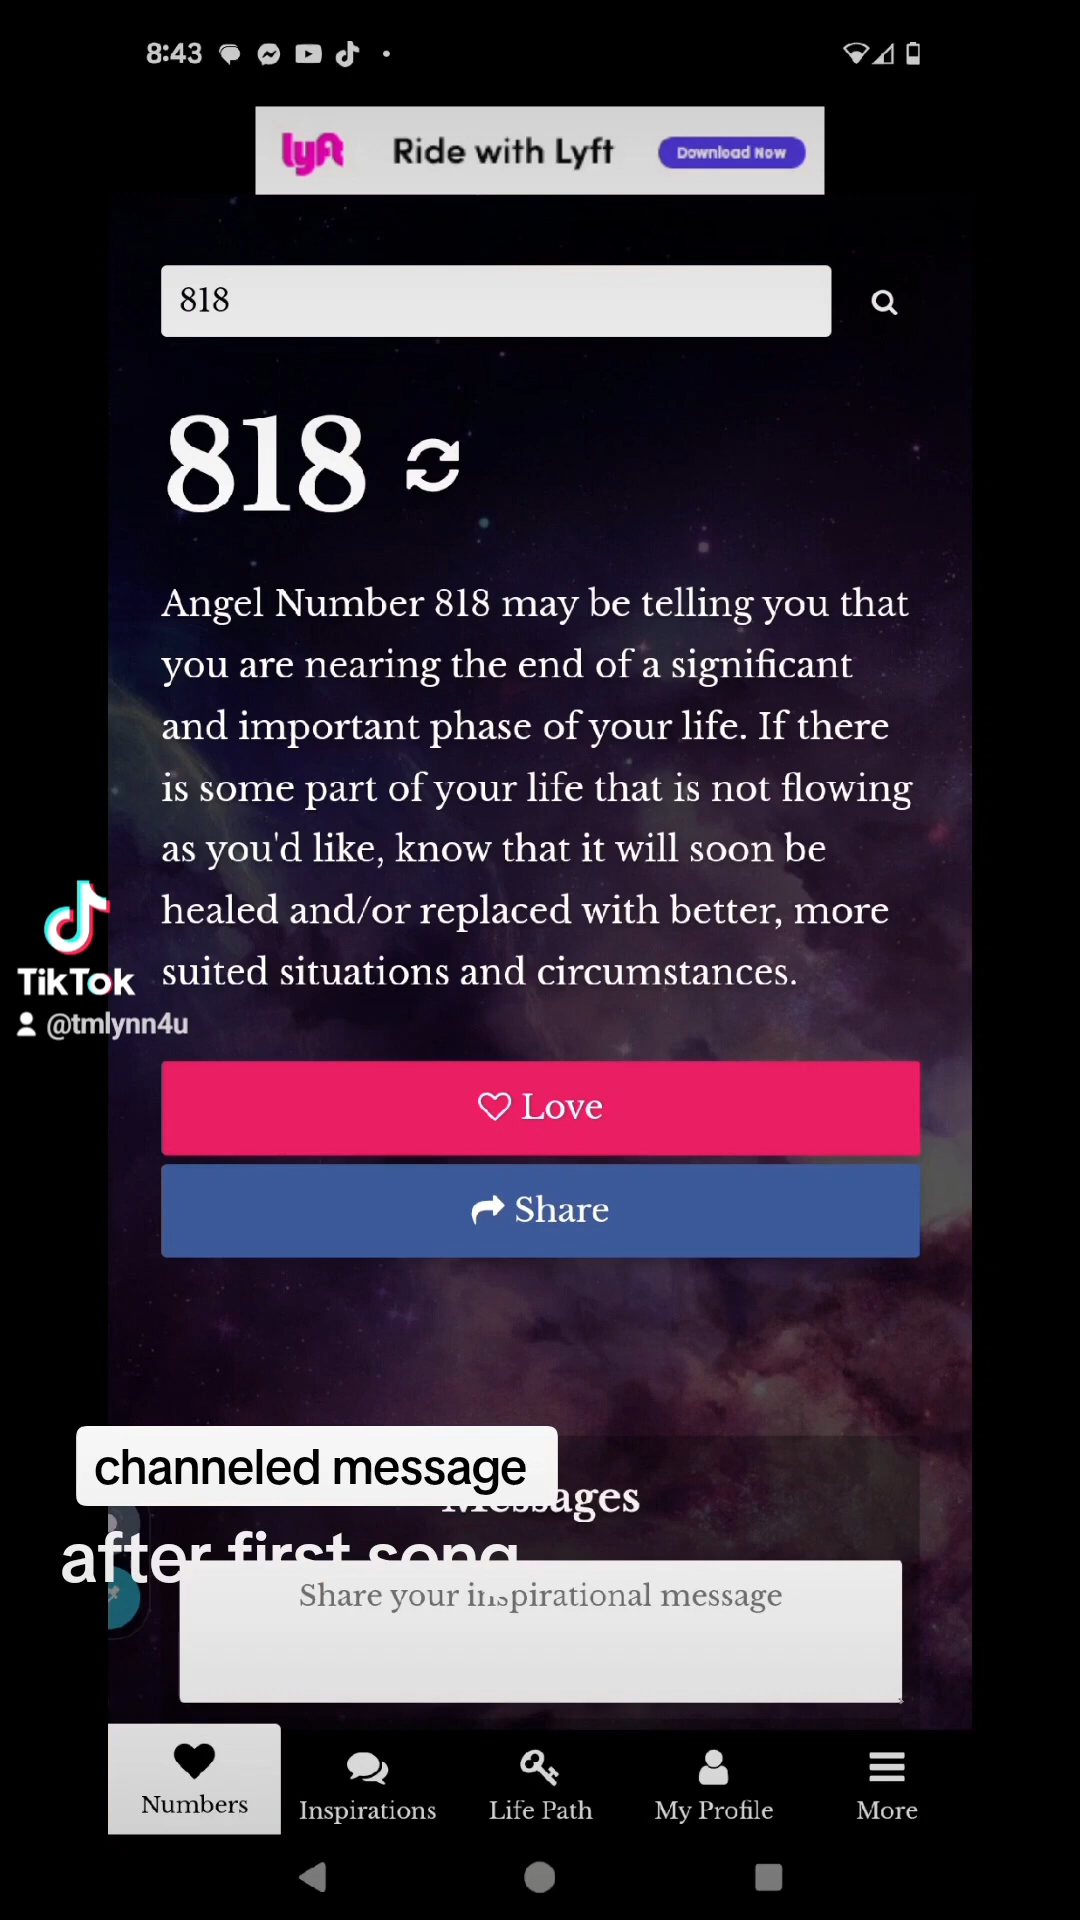 8:43
lyft Ride with Lyft Download Now
818
818
Angel Number 818 may be telling you that
you are nearing the end of a significant
and important phase of your life. If there
is some part of your life that is not flowing
as you'd like, know that it will soon be
healed and/or replaced with better, more
suited situations and circumstances.
TikTok
@tmlynn4u
Love
Share
channeled message
Messages
after first song
Share your inspirational message
Numbers
Inspirations
Life Path
My Profile
More